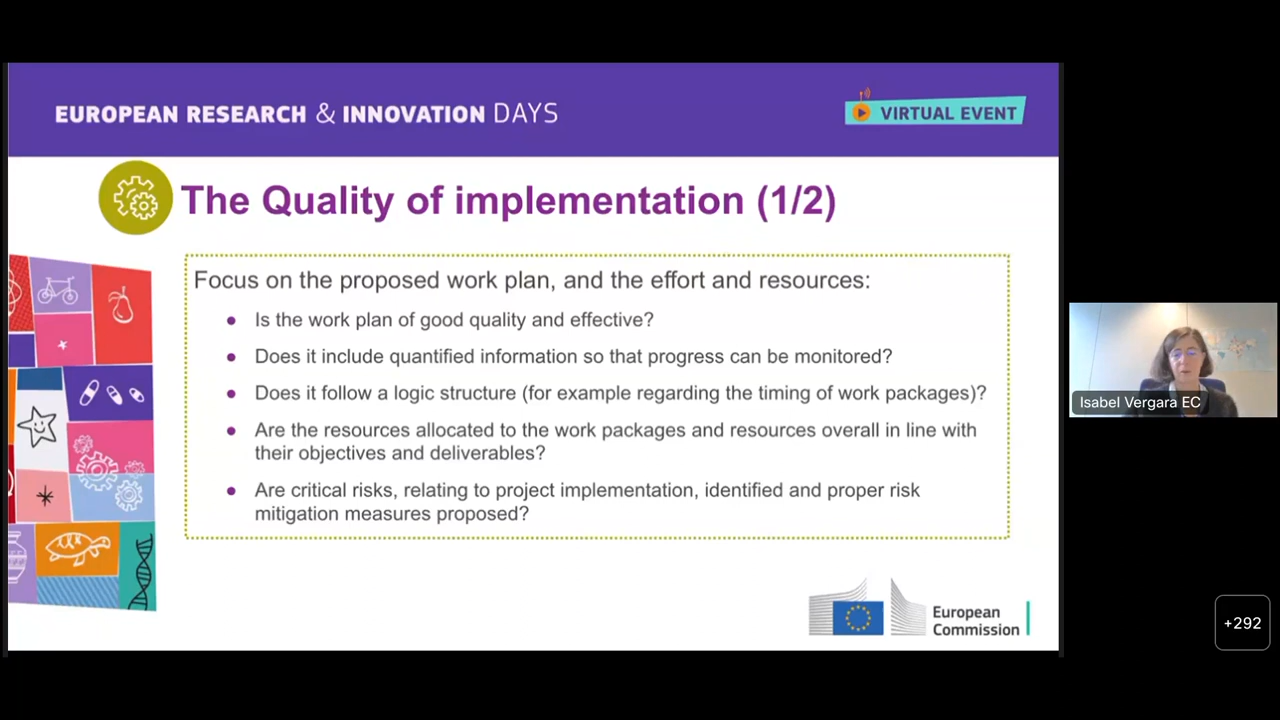 EUROPEAN RESEARCH & INNOVATION DAYS
VIRTUAL EVENT
The Quality of implementation (1/2)
Focus on the proposed work plan, and the effort and resources:
• Is the work plan of good quality and effective?
• Does it include quantified information so that progress can be monitored?
• Does it follow a logic structure (for example regarding the timing of work packages)?
• Are the resources allocated to the work packages and resources overall in line with
their objectives and deliverables?
• Are critical risks, relating to project implementation, identified and proper risk
mitigation measures proposed?
European
Commission
Isabel Vergara EC
+292